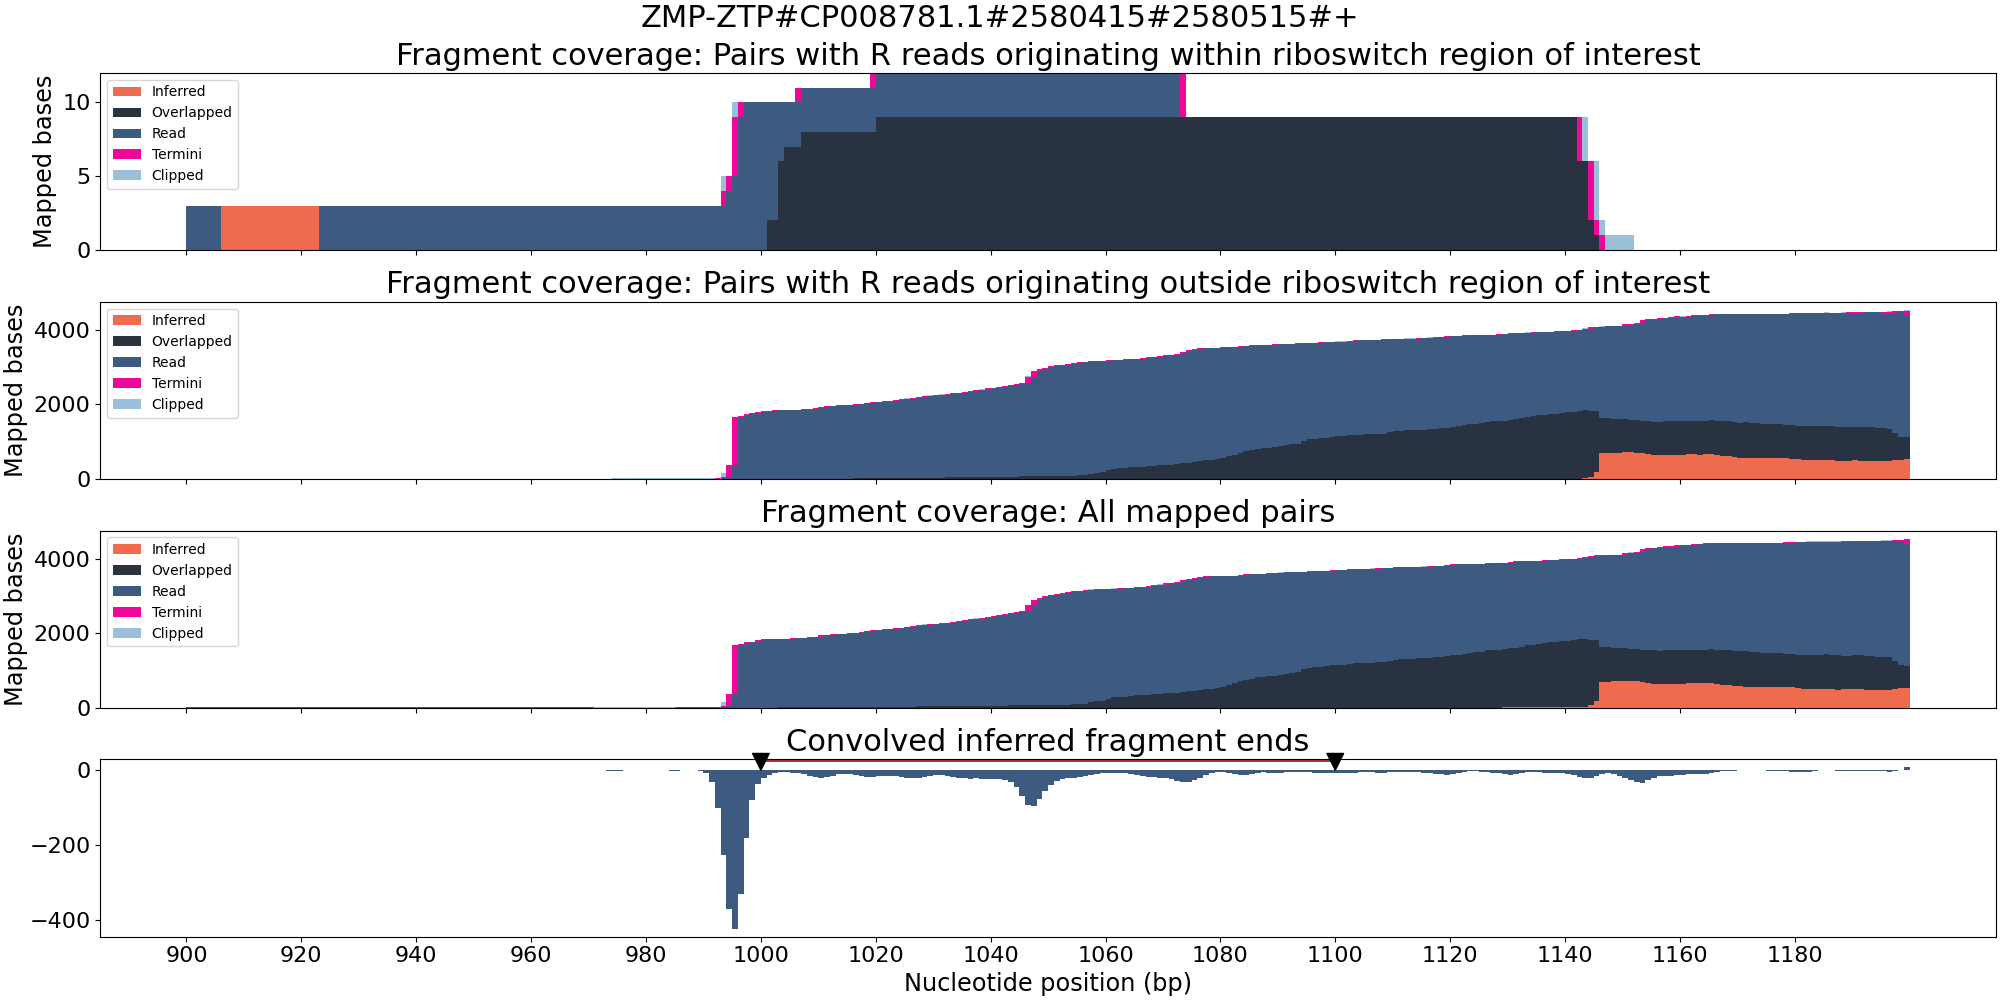 ZMP-ZTP#CP008781.1#2580415#2580515#+
Fragment coverage: Pairs with R reads originating within riboswitch region of interest
Mapped bases
10
5
0
Inferred
Overlapped
Read
Termini
Clipped
Fragment coverage: Pairs with R reads originating outside riboswitch region of interest
Mapped bases
4000
2000
0
Inferred
Overlapped
Read
Termini
Clipped
Fragment coverage: All mapped pairs
Mapped bases
4000
2000
0
Inferred
Overlapped
Read
Termini
Clipped
Convolved inferred fragment ends
0
−200
−400
900 920 940 960 980 1000 1020 1040 1060 1080 1100 1120 1140 1160 1180
Nucleotide position (bp)